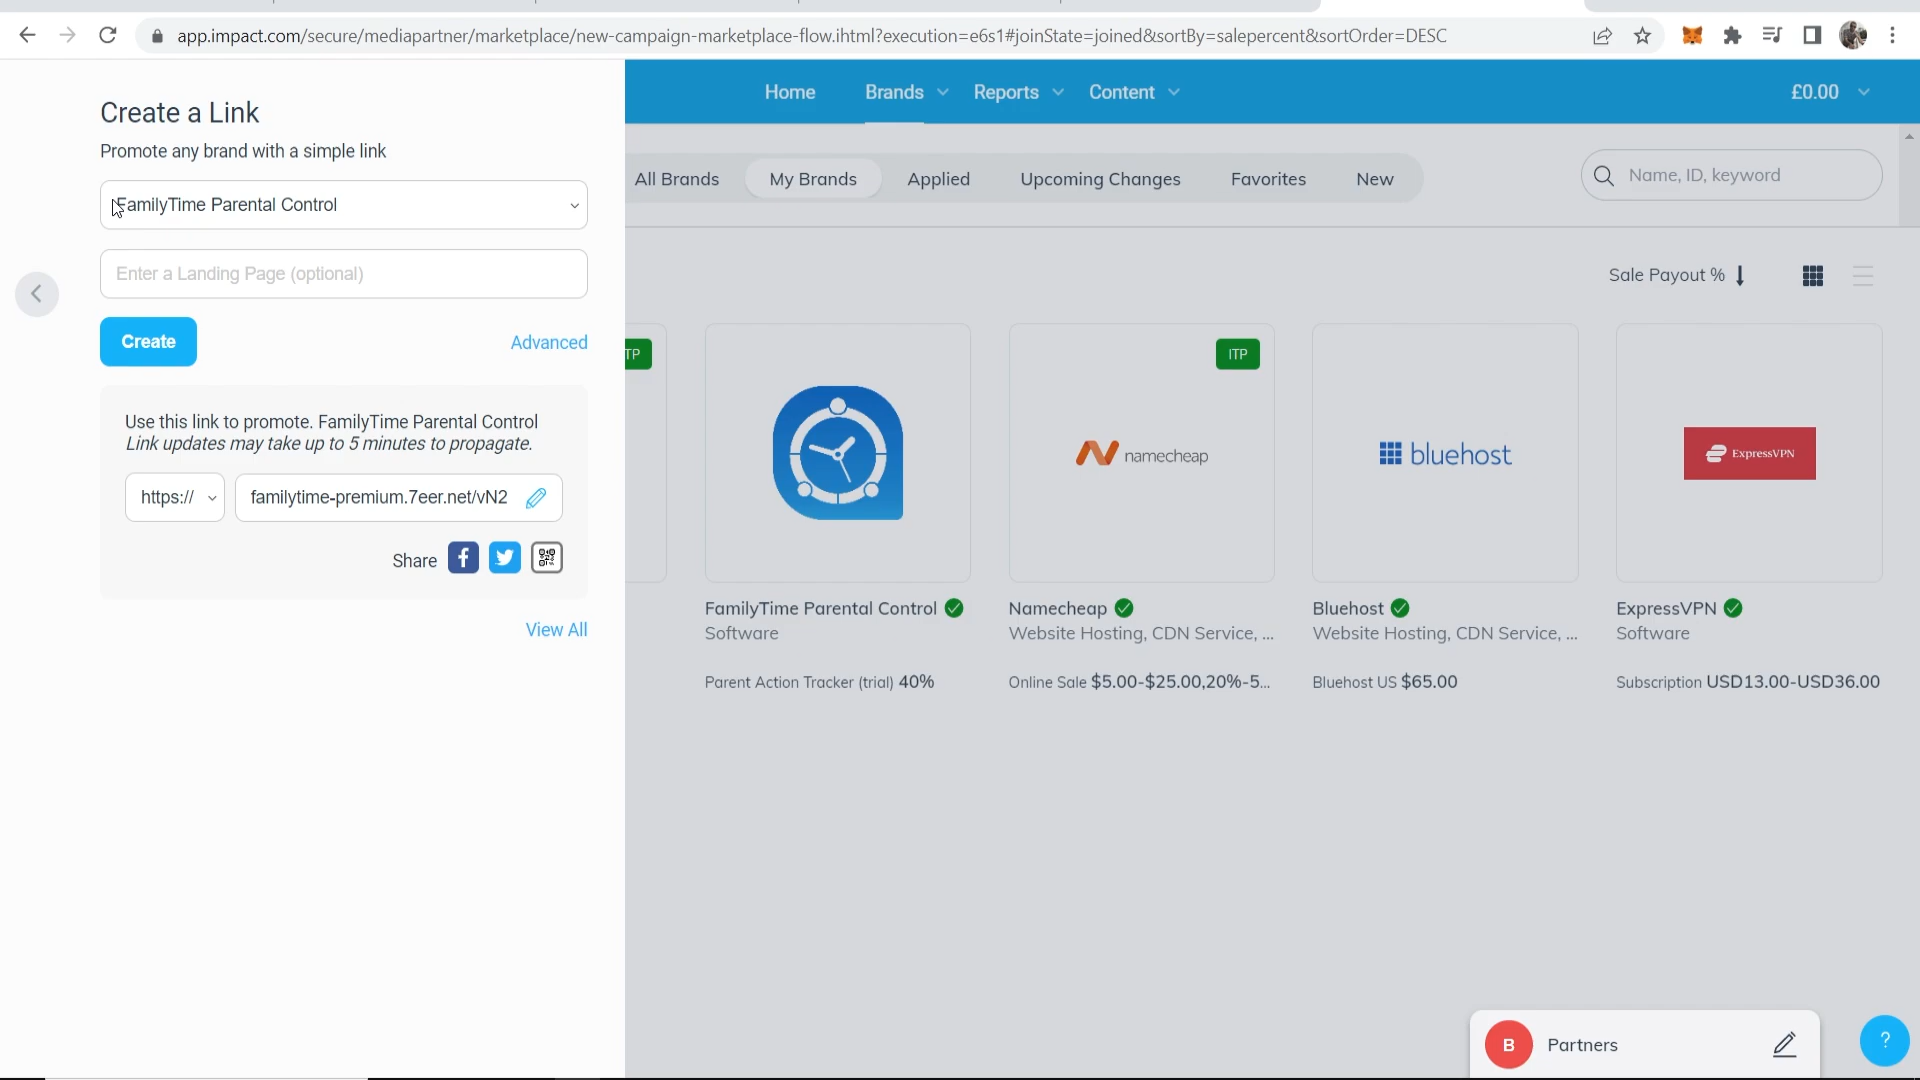 app.impact.com/secure/mediapartner/marketplace/new-campaign-marketplace-flow.ihtml?execution=e6s1#joinState=joined&sortBy=salepercent&sortOrder=DESC
Create a Link
Promote any brand with a simple link
FamilyTime Parental Control
Enter a Landing Page (optional)
Create
Advanced
Use this link to promote. FamilyTime Parental Control
Link updates may take up to 5 minutes to propagate.
https://
familytime-premium.7eer.net/vN2
Share
View All
Home
Brands
Reports
Content
£0.00
All Brands
My Brands
Applied
Upcoming Changes
Favorites
New
Name, ID, keyword
Sale Payout %
TP
FamilyTime Parental Control
Software
Parent Action Tracker (trial) 40%
ITP
namecheap
Namecheap
Website Hosting, CDN Service, ...
Online Sale $5.00-$25.00,20%-5...
bluehost
Bluehost
Website Hosting, CDN Service, ...
Bluehost US $65.00
ExpressVPN
ExpressVPN
Software
Subscription USD13.00-USD36.00
B
Partners
?